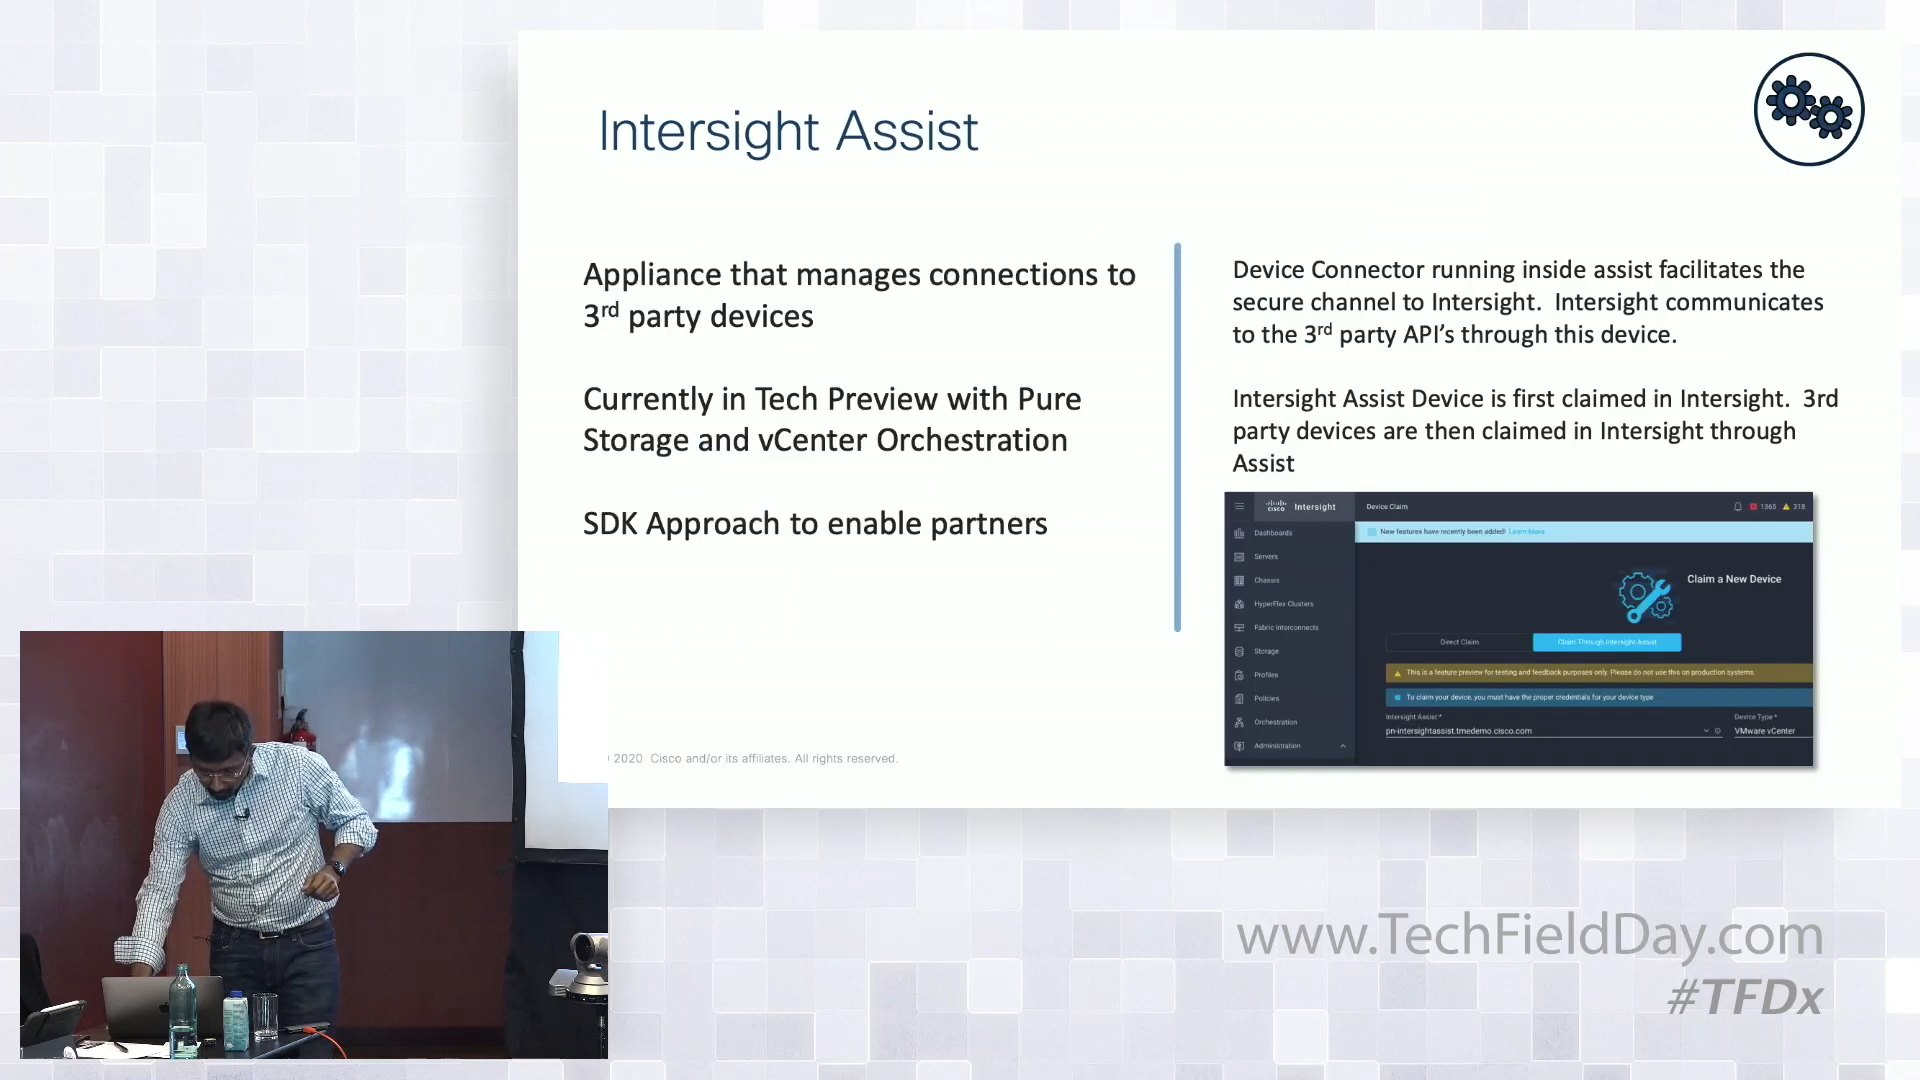 Intersight Assist
Appliance that manages connections to
3rd party devices
Currently in Tech Preview with Pure
Storage and vCenter Orchestration
SDK Approach to enable partners
Device Connector running inside assist facilitates the
secure channel to Intersight.  Intersight communicates
to the 3rd party API’s through this device.
Intersight Assist Device is first claimed in Intersight.  3rd
party devices are then claimed in Intersight through
Assist
CISCO Intersight
Device Claim
1365
318
New features have recently been added! Learn More
Dashboards
Servers
Chassis
HyperFlex Clusters
Fabric Interconnects
Storage
Profiles
Policies
Orchestration
Administration
Claim a New Device
Direct Claim
Claim Through Intersight Assist
This is a feature preview for testing and feedback purposes only. Please do not use this on production systems.
To claim your device, you must have the proper credentials for your device type
Intersight Assist *
Device Type *
pn-intersightassist.tmedemo.cisco.com
VMware vCenter
2020 Cisco and/or its affiliates. All rights reserved.
www.TechFieldDay.com
#TFDx